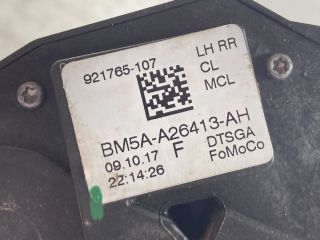 921765-107 LH RR
CL
MCL
BM5A-A26413-AH
09.10.17 F DTSGA
22:14:26 FoMoCo